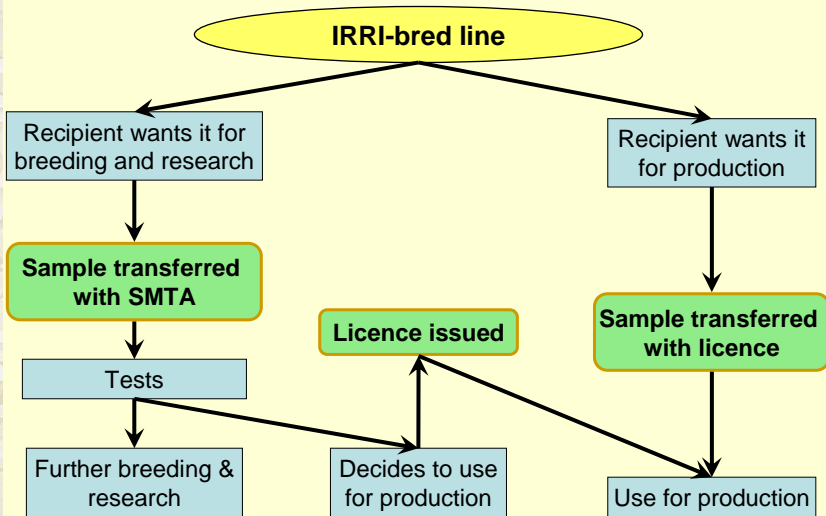 IRRI-bred line
Recipient wants it for
breeding and research
Recipient wants it
for production
Sample transferred
with SMTA
Licence issued
Sample transferred
with licence
Tests
Further breeding &
research
Decides to use
for production
Use for production